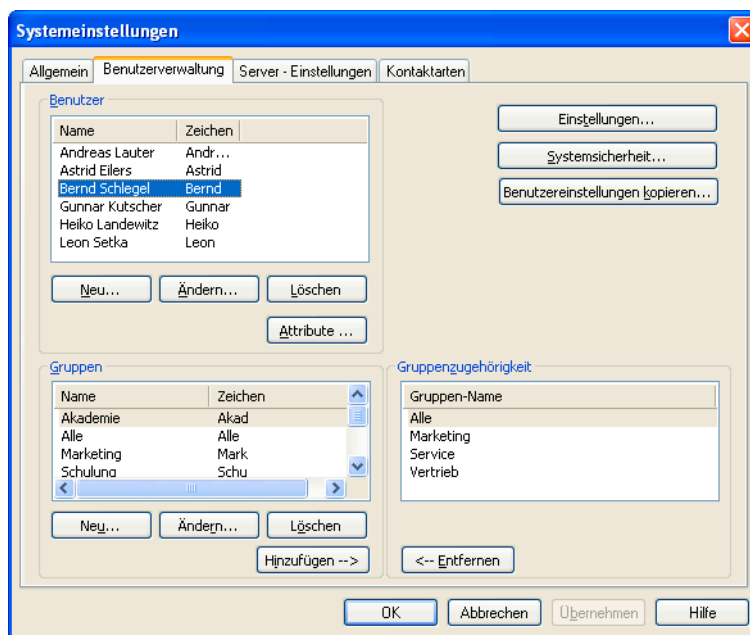 Systemeinstellungen
Allgemein Benutzerverwaltung Server - Einstellungen Kontaktarten
Benutzer
Name Zeichen
Andreas Lauter Andr...
Astrid Eilers Astrid
Bernd Schlegel Bernd
Gunnar Kutscher Gunnar
Heiko Landewitz Heiko
Leon Setka Leon
Neu... Ändern... Löschen
Attribute ...
Einstellungen...
Systemsicherheit...
Benutzereinstellungen kopieren...
Gruppen
Name Zeichen
Akademie Akad
Alle Alle
Marketing Mark
Schulung Schu
Neu... Ändern... Löschen
Hinzufügen -->
Gruppenzugehörigkeit
Gruppen-Name
Alle
Marketing
Service
Vertrieb
<-- Entfernen
OK Abbrechen Übernehmen Hilfe